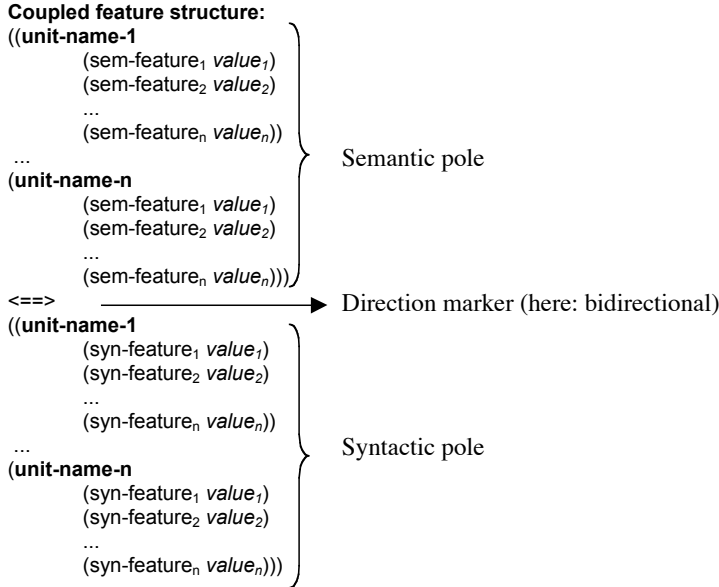 Coupled feature structure:
((unit-name-1
(sem-feature₁ value₁)
(sem-feature₂ value₂)
...
(sem-featureₙ valueₙ))
...
Semantic pole
(unit-name-n
(sem-feature₁ value₁)
(sem-feature₂ value₂)
...
(sem-featureₙ valueₙ)))
<==> Direction marker (here: bidirectional)
((unit-name-1
(syn-feature₁ value₁)
(syn-feature₂ value₂)
...
(syn-featureₙ valueₙ))
...
Syntactic pole
(unit-name-n
(syn-feature₁ value₁)
(syn-feature₂ value₂)
...
(syn-featureₙ valueₙ)))